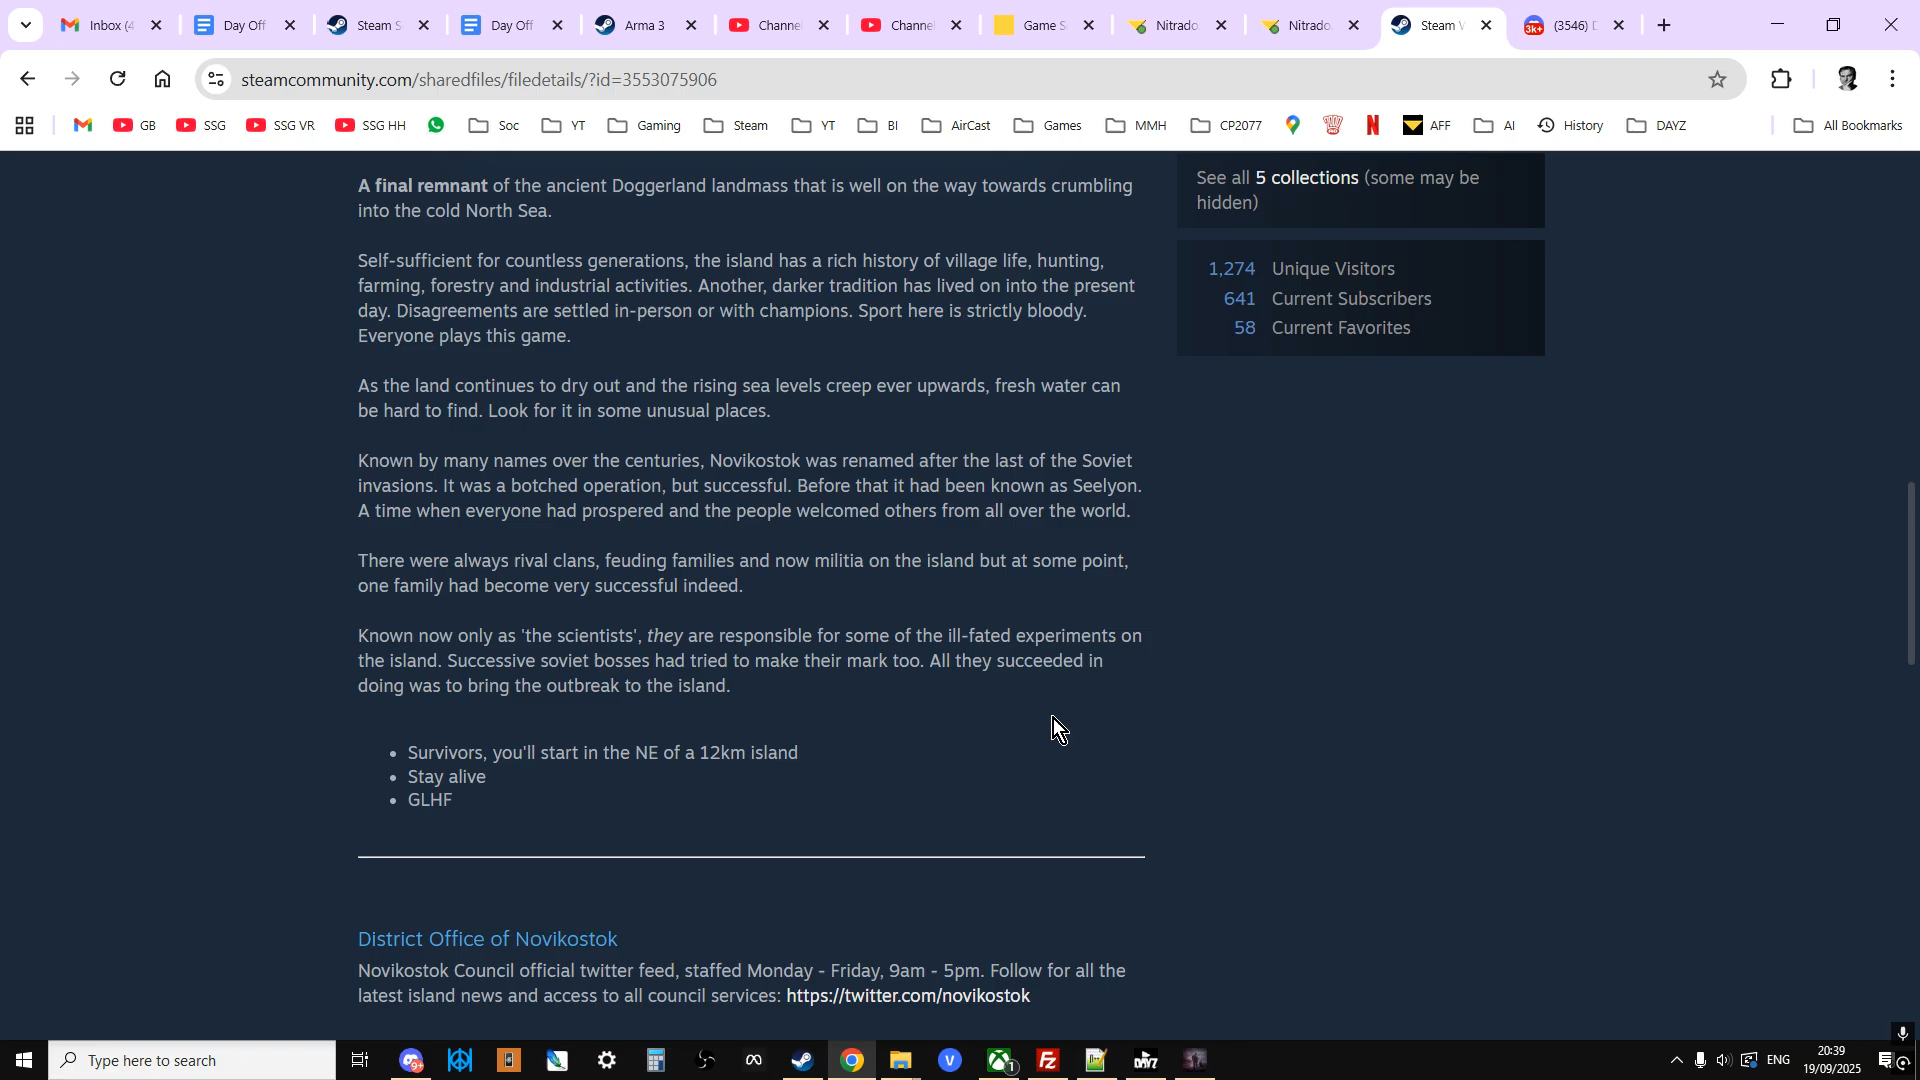 Inbox (4
Day Off
Steam S
Day Off
Arma 3
Channel
Channel
Game S
Nitrado
Nitrado.
Steam W
3k+
(3546) D
steamcommunity.com/sharedfiles/filedetails/?id=3553075906
GB
SSG
SSG VR
SSG HH
Soc
YT
Gaming
Steam
YT
BI
AirCast
Games
MMH
CP2077
AFF
AI
History
DAYZ
All Bookmarks
A final remnant of the ancient Doggerland landmass that is well on the way towards crumbling
into the cold North Sea.
Self-sufficient for countless generations, the island has a rich history of village life, hunting,
farming, forestry and industrial activities. Another, darker tradition has lived on into the present
day. Disagreements are settled in-person or with champions. Sport here is strictly bloody.
Everyone plays this game.
As the land continues to dry out and the rising sea levels creep ever upwards, fresh water can
be hard to find. Look for it in some unusual places.
Known by many names over the centuries, Novikostok was renamed after the last of the Soviet
invasions. It was a botched operation, but successful. Before that it had been known as Seelyon.
A time when everyone had prospered and the people welcomed others from all over the world.
There were always rival clans, feuding families and now militia on the island but at some point,
one family had become very successful indeed.
Known now only as 'the scientists', they are responsible for some of the ill-fated experiments on
the island. Successive soviet bosses had tried to make their mark too. All they succeeded in
doing was to bring the outbreak to the island.
• Survivors, you'll start in the NE of a 12km island
• Stay alive
• GLHF
District Office of Novikostok
Novikostok Council official twitter feed, staffed Monday - Friday, 9am - 5pm. Follow for all the
latest island news and access to all council services: https://twitter.com/novikostok
See all 5 collections (some may be
hidden)
1,274 Unique Visitors
641 Current Subscribers
58 Current Favorites
Type here to search
9+
1
DAYZ
ENG
20:39
19/09/2025